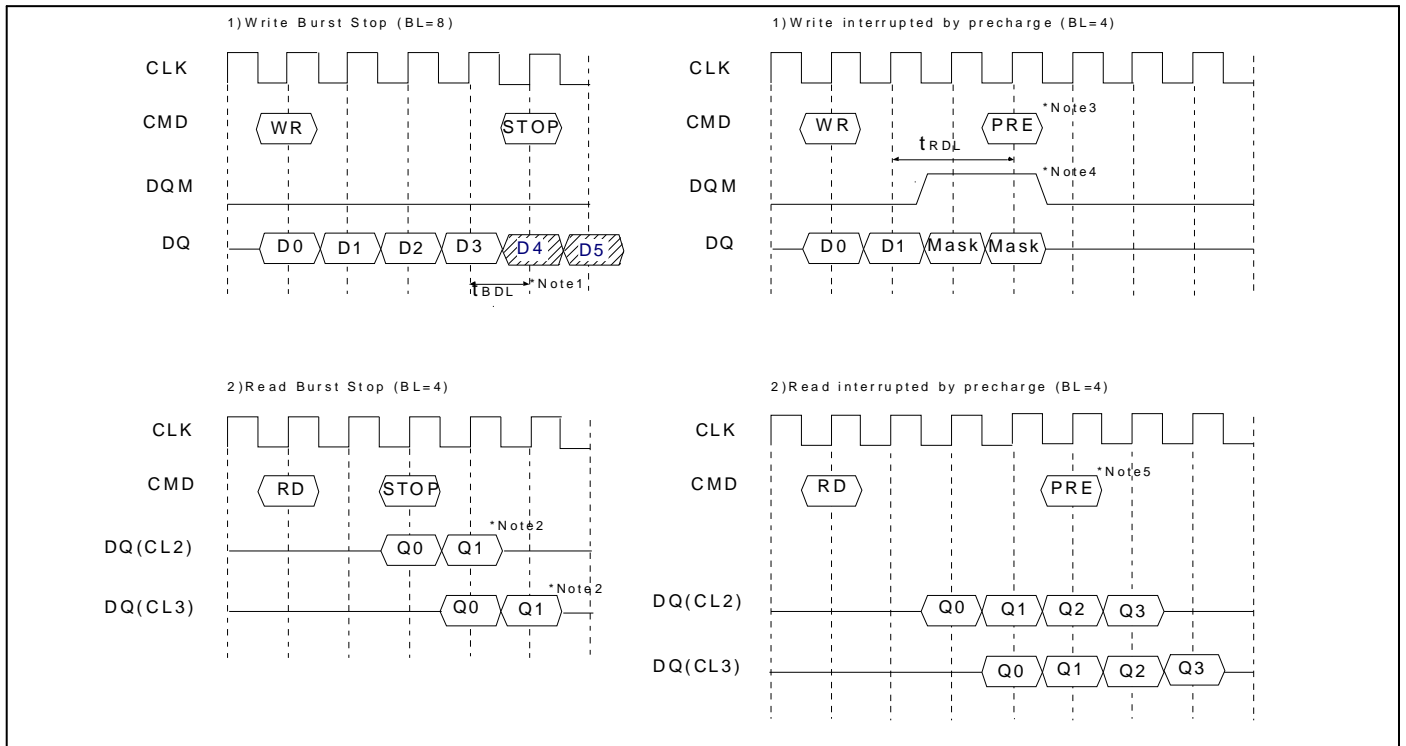 1)Write Burst Stop (BL=8)
CLK
CMD
WR
STOP
DQM
DQ
D0
D1
D2
D3
D4
D5
tBDL
*Note1
1)Write interrupted by precharge (BL=4)
CLK
CMD
WR
PRE
*Note3
tRDL
DQM
*Note4
DQ
D0
D1
Mask
Mask
2)Read Burst Stop (BL=4)
CLK
CMD
RD
STOP
DQ(CL2)
Q0
Q1
*Note2
DQ(CL3)
Q0
Q1
*Note2
2)Read interrupted by precharge (BL=4)
CLK
CMD
RD
PRE
*Note5
DQ(CL2)
Q0
Q1
Q2
Q3
DQ(CL3)
Q0
Q1
Q2
Q3